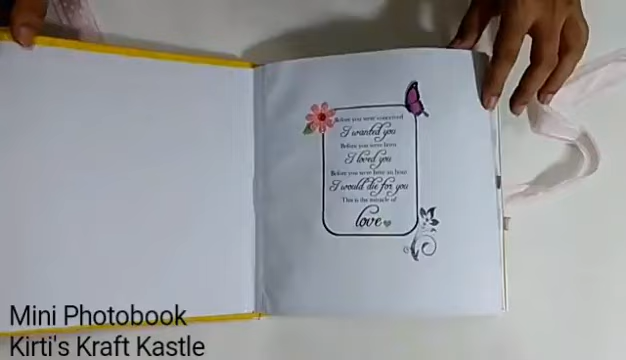 Before you were conceived
I wanted you
Before you were born
I loved you
Before you were here an hour
I would die for you
This is the miracle of
love
Mini Photobook
Kirti's Kraft Kastle